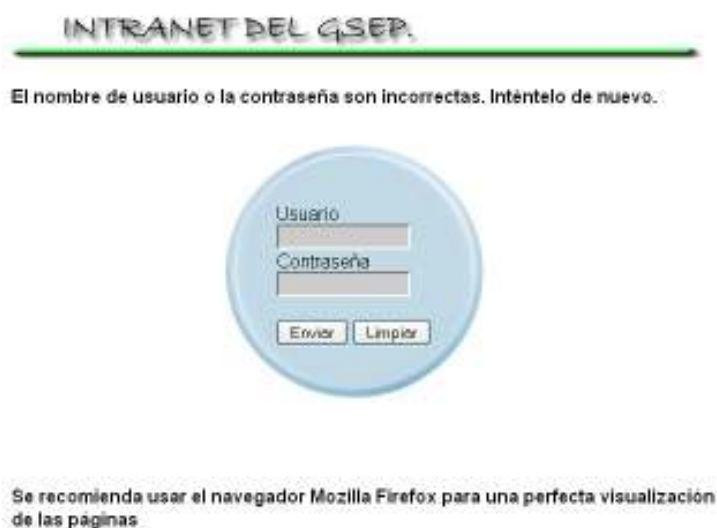 INTRANET DEL GSEP.
El nombre de usuario o la contraseña son incorrectas. Inténtelo de nuevo.
Usuario
Contraseña
Enviar Limpiar
Se recomienda usar el navegador Mozilla Firefox para una perfecta visualización
de las páginas